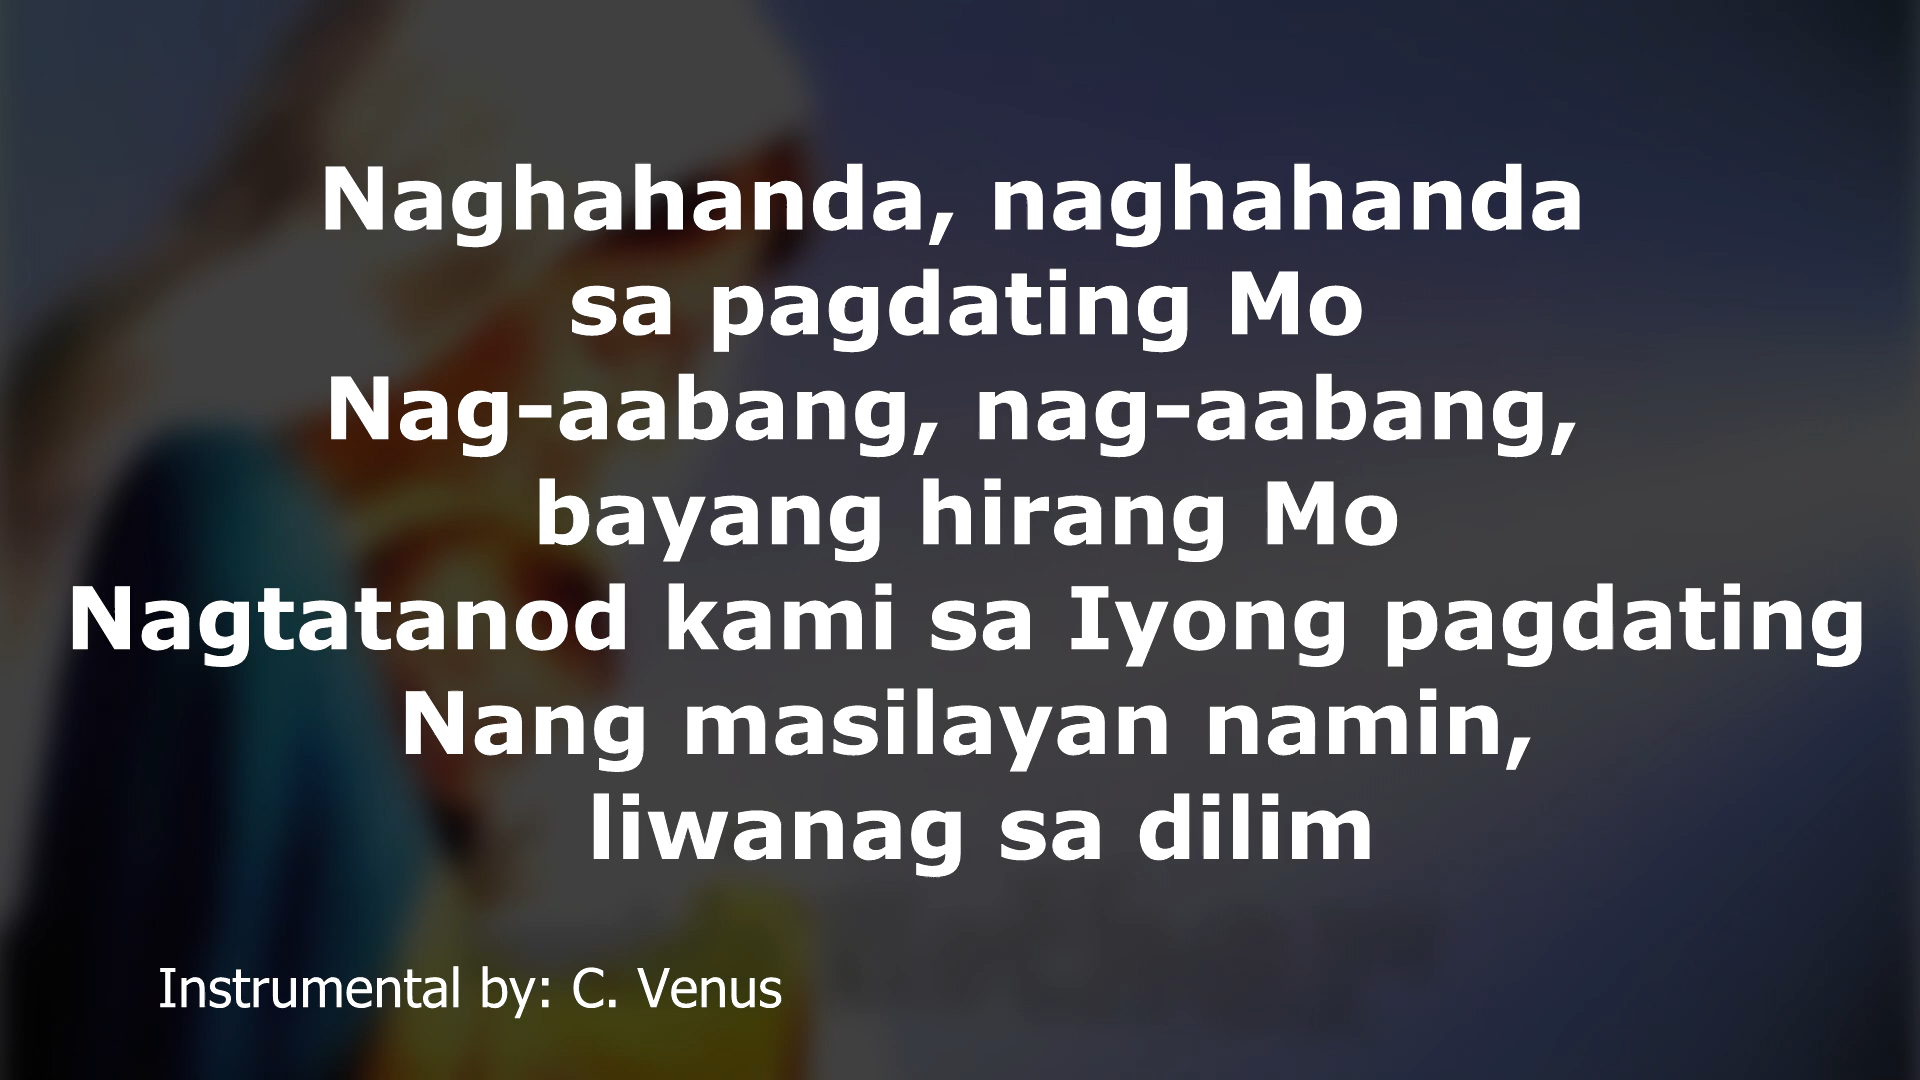 Naghahanda, naghahanda
sa pagdating Mo
Nag-aabang, nag-aabang,
bayang hirang Mo
Nagtatanod kami sa Iyong pagdating
Nang masilayan namin,
liwanag sa dilim
Instrumental by: C. Venus